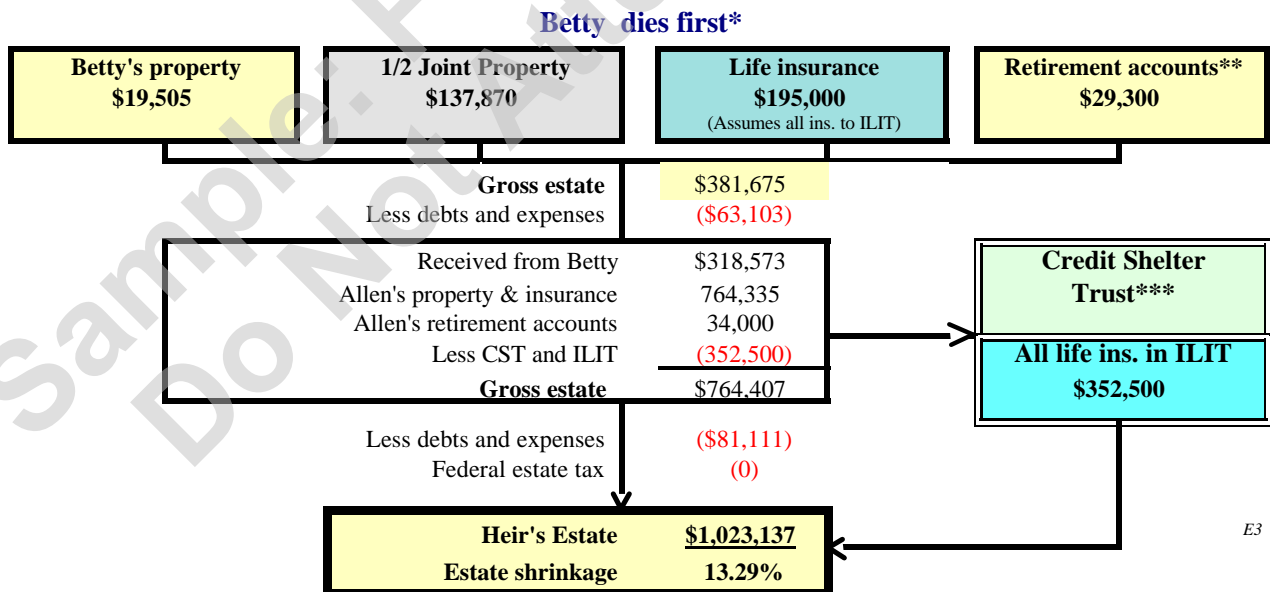 Betty dies first*
Betty's property
$19,505
1/2 Joint Property
$137,870
Life insurance
$195,000
(Assumes all ins. to ILIT)
Retirement accounts**
$29,300
Gross estate $381,675
Less debts and expenses ($63,103)
Received from Betty $318,573
Allen's property & insurance 764,335
Allen's retirement accounts 34,000
Less CST and ILIT (352,500)
Gross estate $764,407
Credit Shelter
Trust***
All life ins. in ILIT
$352,500
Less debts and expenses ($81,111)
Federal estate tax (0)
Heir's Estate $1,023,137
Estate shrinkage 13.29%
E3
Sample.
Do Not